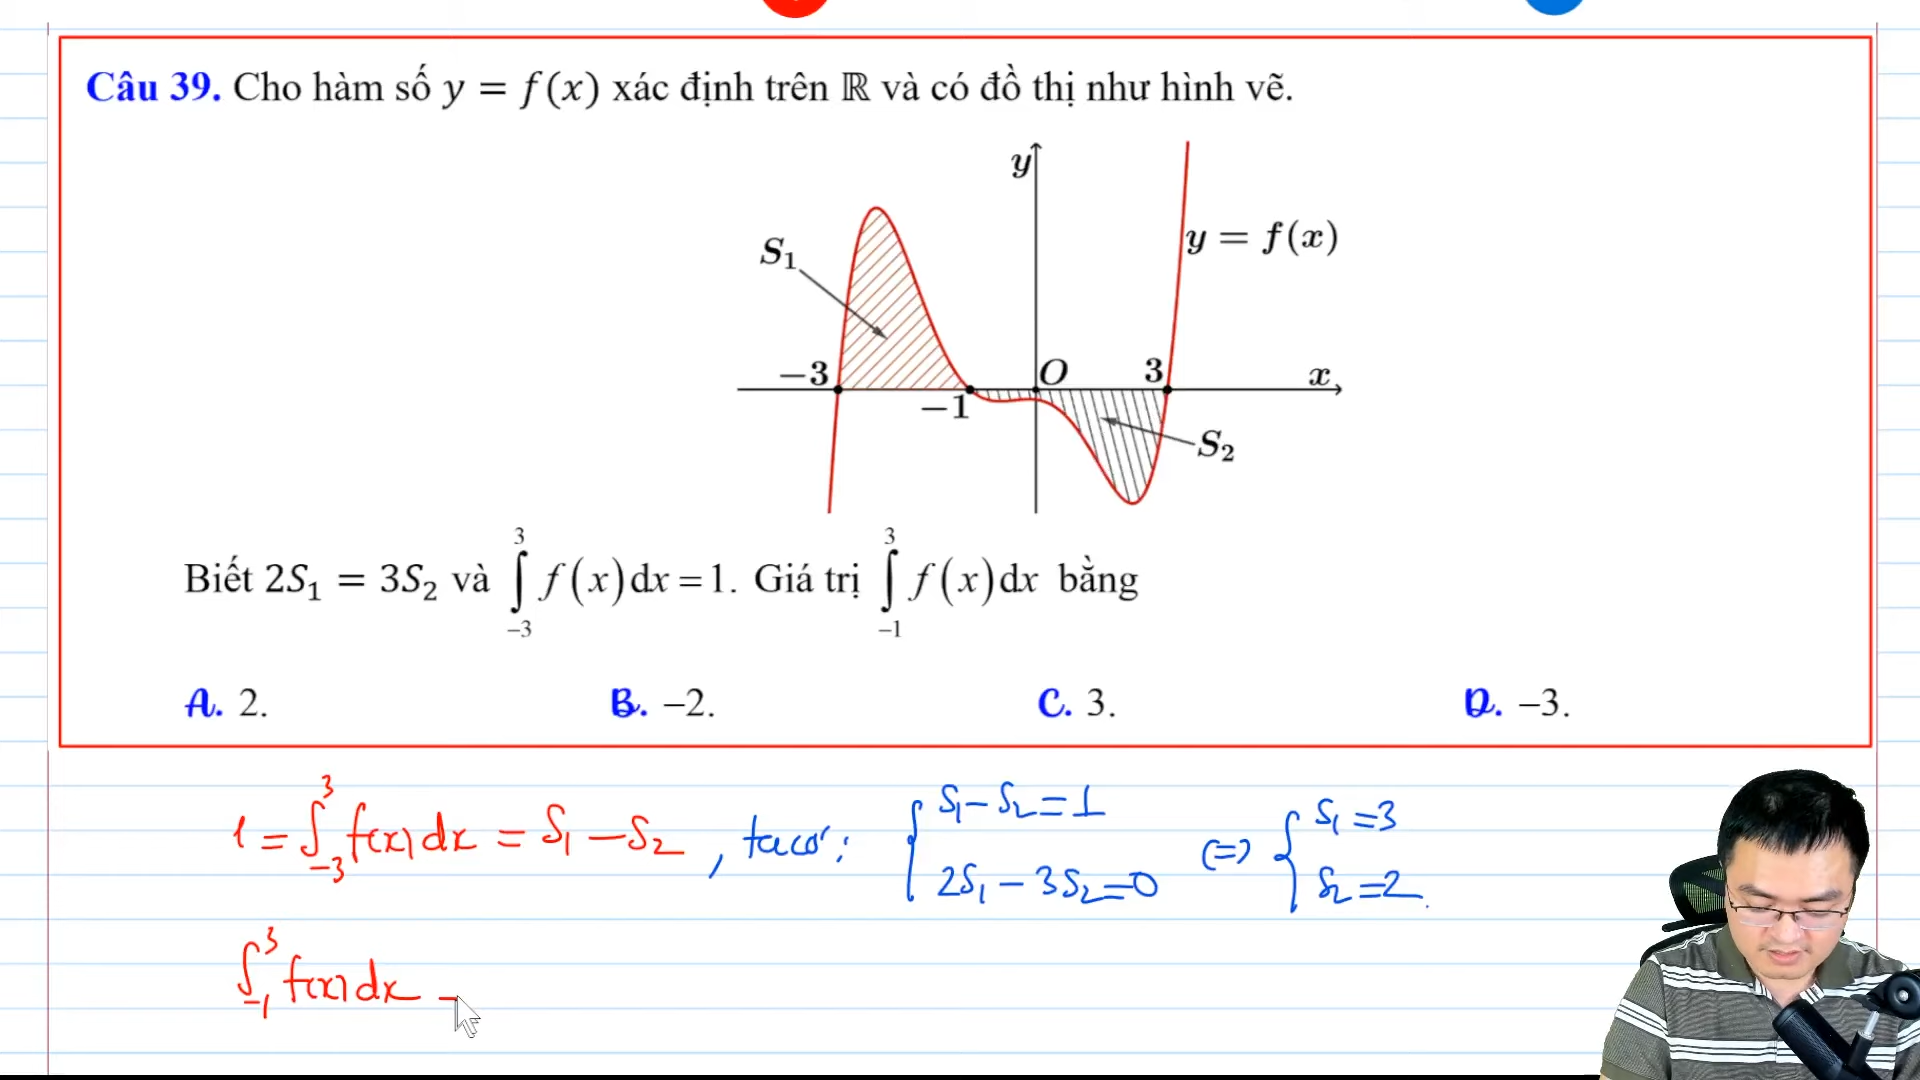 Câu 39. Cho hàm số y = f(x) xác định trên ℝ và có đồ thị như hình vẽ.
y
S₁
y = f(x)
−3
O
3
x
−1
S₂
Biết 2S₁ = 3S₂ và ∫₋₃³ f(x)dx = 1. Giá trị ∫₋₁³ f(x)dx bằng
A. 2.
B. –2.
C. 3.
D. –3.
1 = ∫₋₃³ f(x)dx = S₁ − S₂ , ta có: { S₁ − S₂ = 1
2S₁ − 3S₂ = 0
(=) { S₁ = 3
S₂ = 2.
∫₋₁³ f(x)dx −